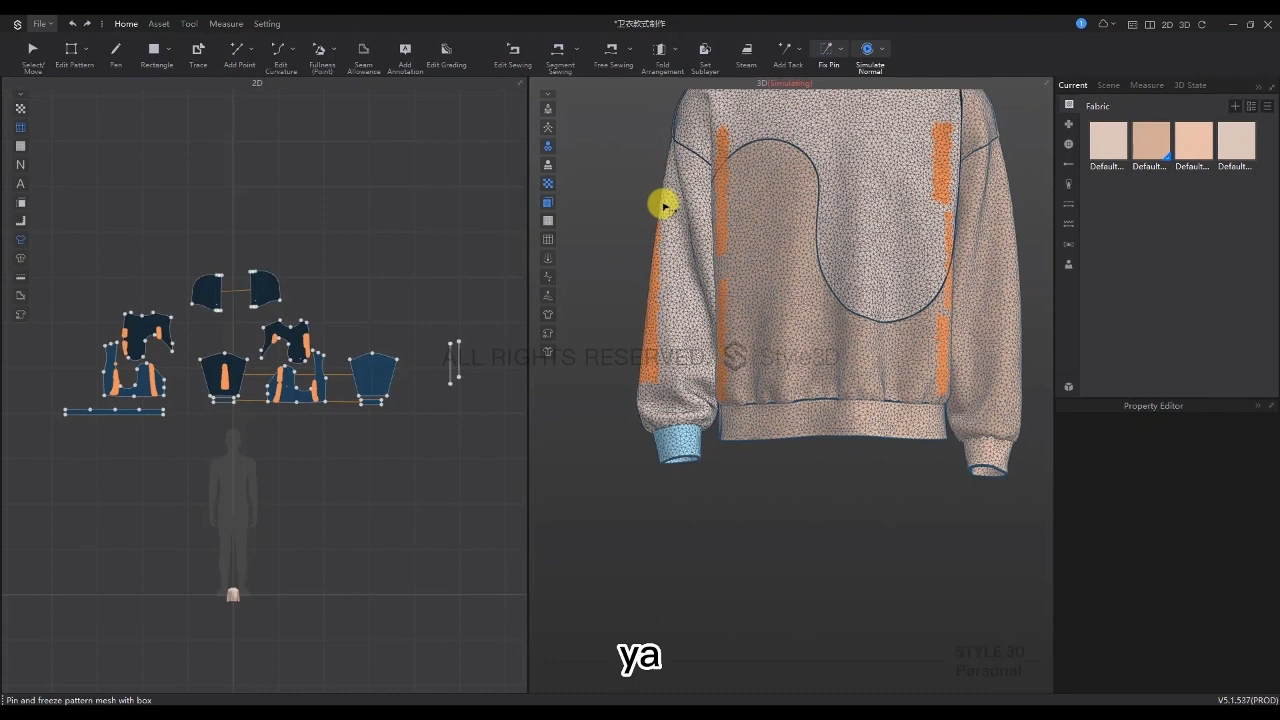 File
Home Asset Tool Measure Setting
*卫衣款式制作
1
2D 3D
Select/
Move
Edit Pattern
Pen
Rectangle
Trace
Add Point
Edit
Curvature
Fullness
(Point)
Seam
Allowance
Add
Annotation
Edit Grading
Edit Sewing
Segment
Sewing
Free Sewing
Fold
Arrangement
Set
Sublayer
Steam
Add Tack
Fix Pin
Simulate
Normal
2D
3D(Simulating)
Current Scene Measure 3D State
Fabric
Default... Default... Default... Default...
Property Editor
ALL RIGHTS RESERVED
ya
STYLE 3D
Personal
Pin and freeze pattern mesh with box
V5.1.537(PROD)